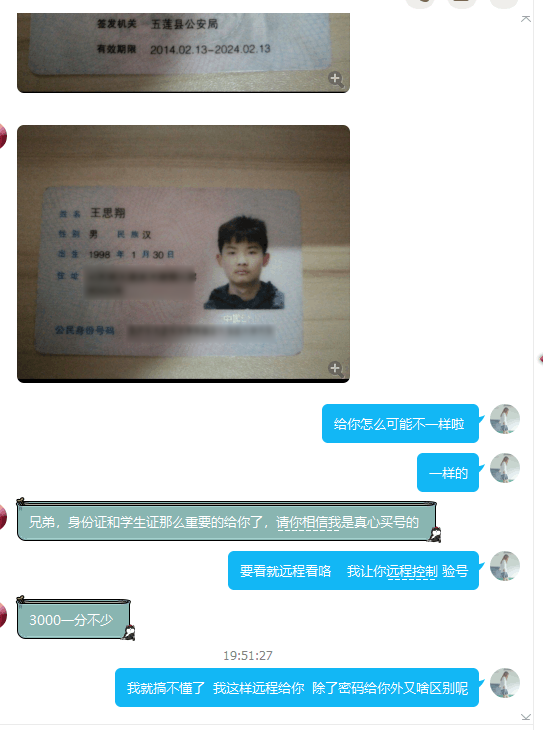 签发机关 五莲县公安局
有效期限 2014.02.13-2024.02.13
姓名 王思翔
性别 男 民族 汉
出生 1998 年 1 月 30 日
住址
公民身份号码
给你怎么可能不一样啦
一样的
兄弟，身份证和学生证那么重要的给你了，请你相信我是真心买号的
要看就远程看咯 我让你远程控制 验号
3000一分不少
19:51:27
我就搞不懂了 我这样远程给你 除了密码给你外又啥区别呢